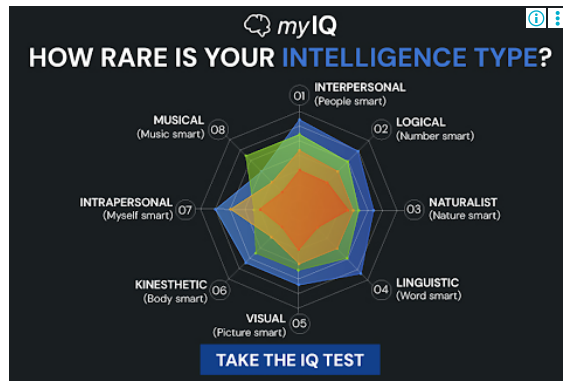 myIQ
HOW RARE IS YOUR INTELLIGENCE TYPE?
01
INTERPERSONAL
(People smart)
02
LOGICAL
(Number smart)
03
NATURALIST
(Nature smart)
04
LINGUISTIC
(Word smart)
05
VISUAL
(Picture smart)
06
KINESTHETIC
(Body smart)
07
INTRAPERSONAL
(Myself smart)
08
MUSICAL
(Music smart)
TAKE THE IQ TEST